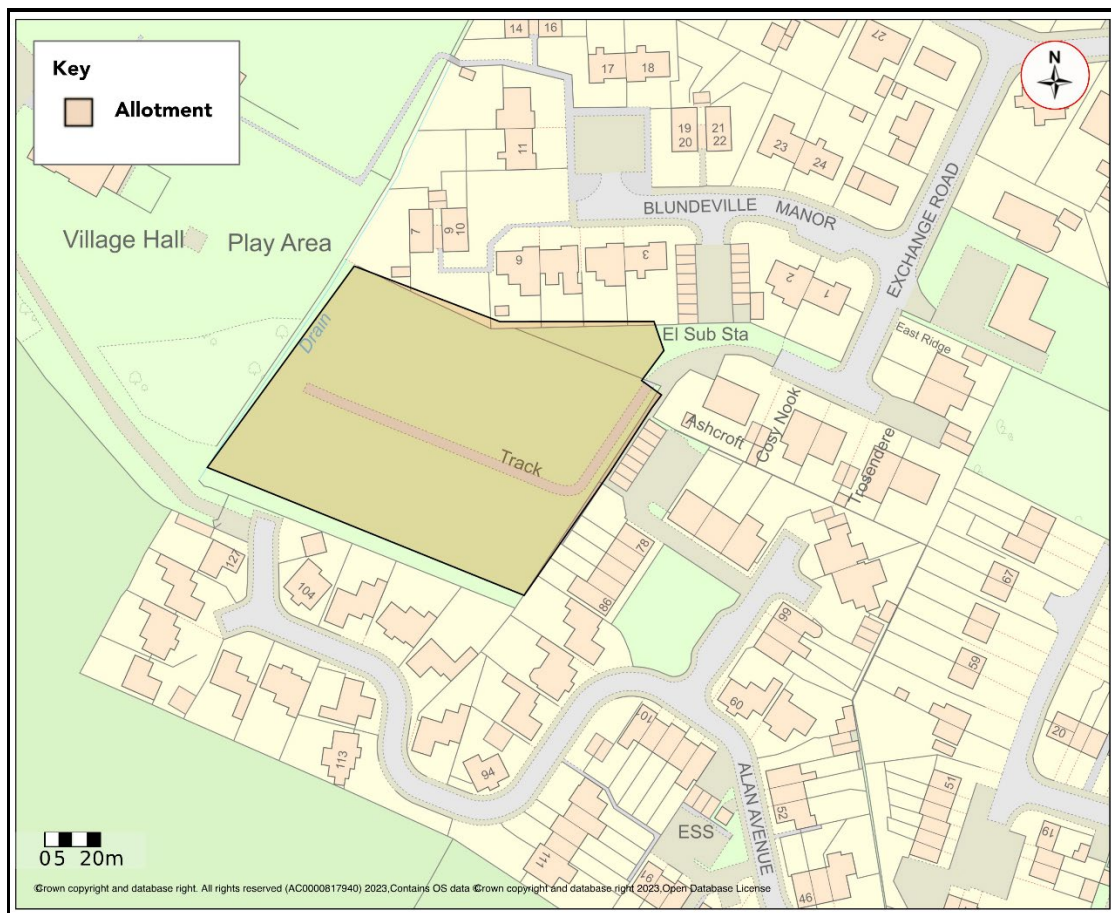 Key
Allotment
N
14
16
17
18
27
19
20
21
22
23
24
11
BLUNDEVILLE MANOR
EXCHANGE ROAD
7
9
10
6
3
2
1
Village Hall
Play Area
Drain
El Sub Sta
East Ridge
Ashcroft
Cosy Nook
Trosendere
Track
78
86
127
104
67
66
59
60
101
20
113
94
ALAN AVENUE
52
51
ESS
19
111
91
46
05 20m
©rown copyright and database right. All rights reserved (AC0000817940) 2023,Contains OS data ©rown copyright and database right 2023,Open Database License